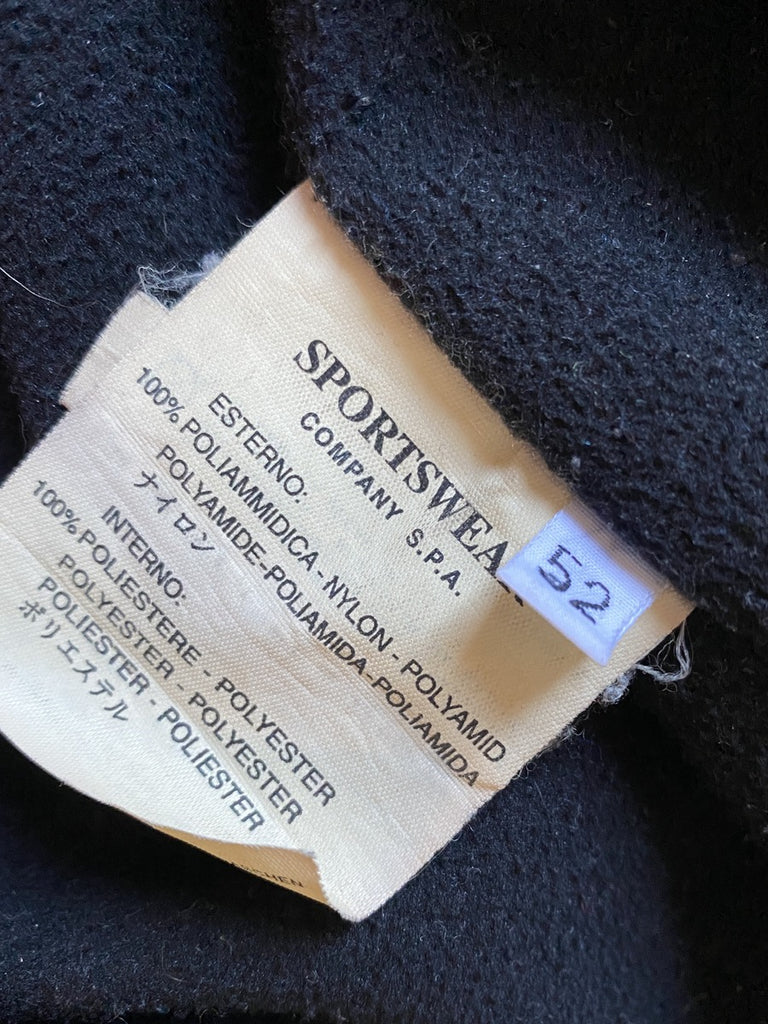 SPORTSWEAR
COMPANY S.P.A.
52
ESTERNO:
100% POLIAMMIDICA - NYLON - POLYAMID
POLYAMIDE-POLIAMIDA-POLIAMIDA
ナイロン
INTERNO:
100% POLIESTERE - POLYESTER
POLYESTER - POLYESTER
POLIESTER - POLIESTER
ポリエステル